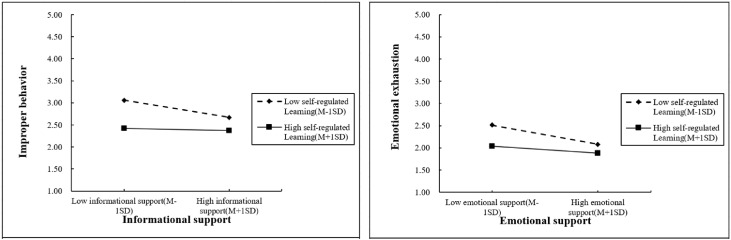 5.00
4.50
4.00
3.50
3.00
2.50
2.00
1.50
1.00
Improper behavior
Low self-regulated
Learning(M-1SD)
High self-regulated
Learning(M+1SD)
Low informational support(M-
1SD)
High informational
support(M+1SD)
Informational support
5.00
4.50
4.00
3.50
3.00
2.50
2.00
1.50
1.00
Emotional exhaustion
Low self-regulated
Learning(M-1SD)
High self-regulated
Learning(M+1SD)
Low emotional support(M-
1SD)
High emotional
support(M+1SD)
Emotional support